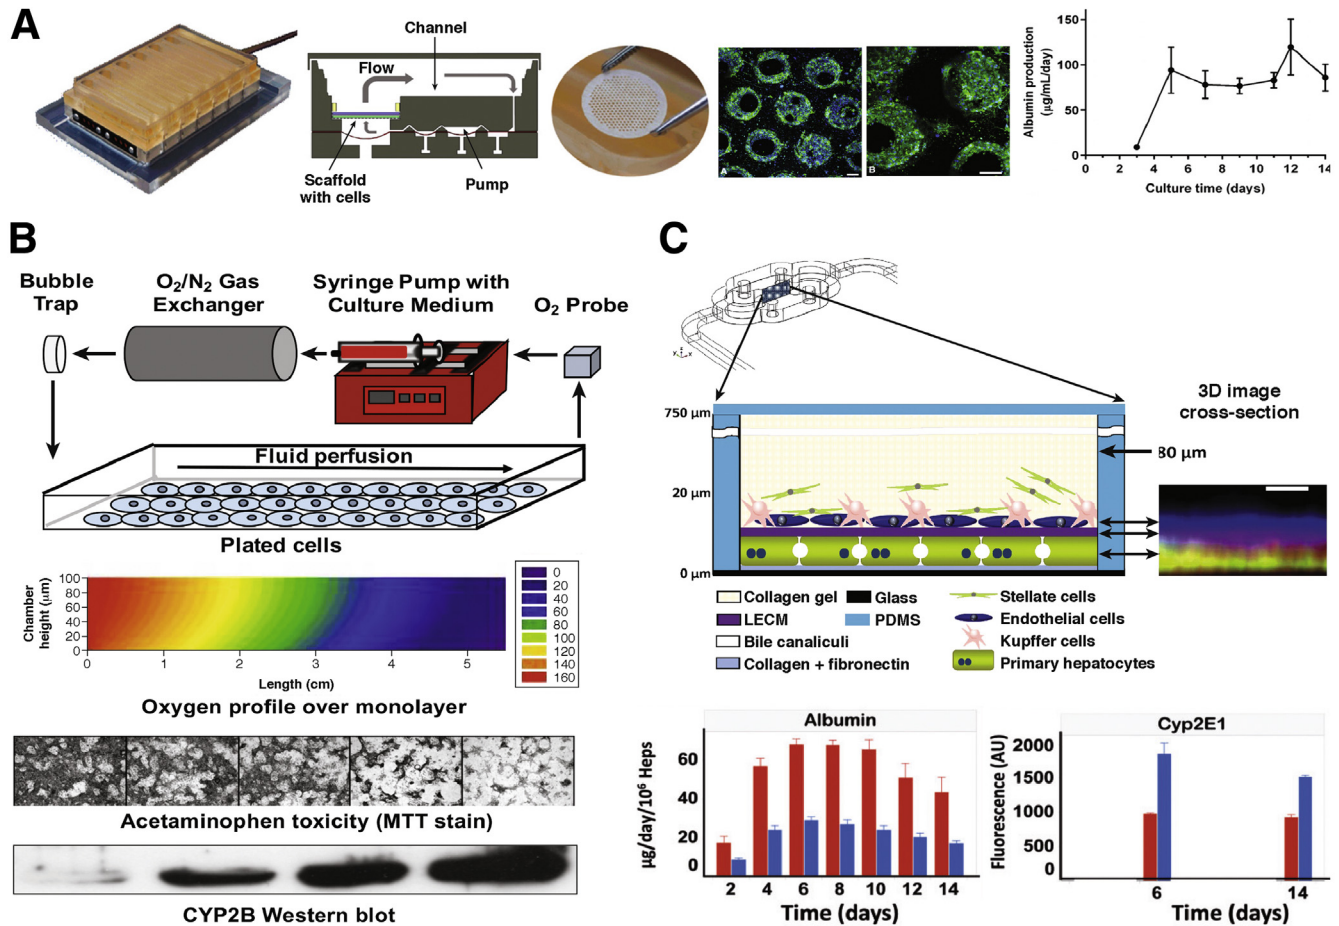 A
Channel
Flow
Scaffold
with cells
Pump
A
B
Albumin production
(µg/mL/day)
150
100
50
0
0 2 4 6 8 10 12 14
Culture time (days)
B
Bubble
Trap
O2/N2 Gas
Exchanger
Syringe Pump with
Culture Medium
O2 Probe
Fluid perfusion
Plated cells
Chamber
height (µm)
100
80
60
40
20
0
0 1 2 3 4 5
Length (cm)
0
20
40
60
80
100
120
140
160
Oxygen profile over monolayer
Acetaminophen toxicity (MTT stain)
CYP2B Western blot
C
z
y x
750 µm
20 µm
0 µm
80 µm
3D image
cross-section
Collagen gel
LECM
Bile canaliculi
Collagen + fibronectin
Glass
PDMS
Stellate cells
Endothelial cells
Kupffer cells
Primary hepatocytes
Albumin
µg/day/10⁶ Heps
60
40
20
0
2 4 6 8 10 12 14
Time (days)
Cyp2E1
Fluorescence (AU)
2000
1500
1000
500
0
6 14
Time (days)